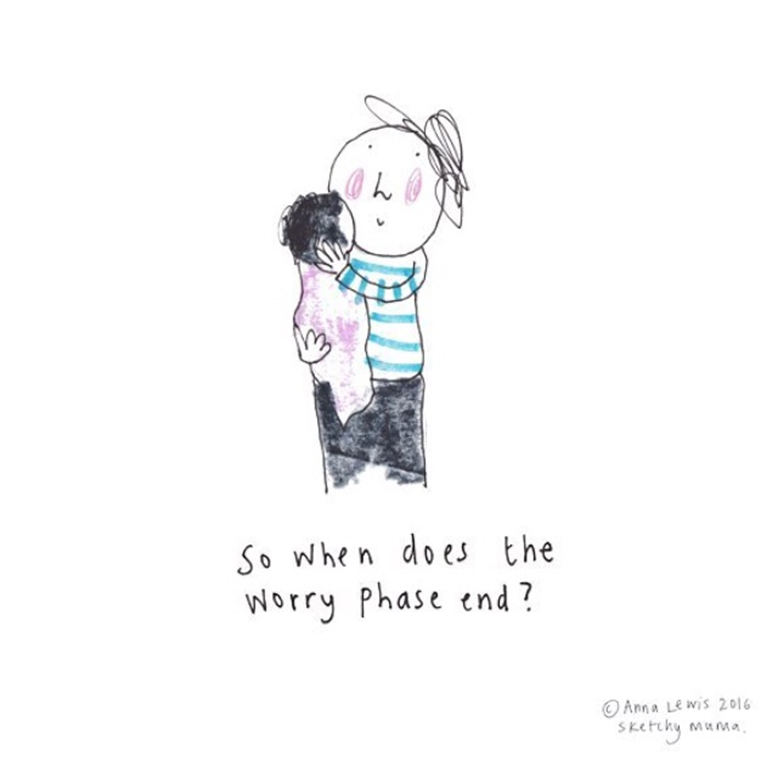 So when does the
worry phase end?
© Anna Lewis 2016
sketchy muma.